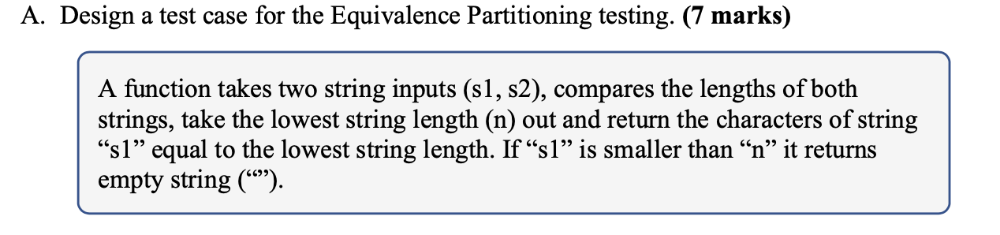 A. Design a test case for the Equivalence Partitioning testing. (7 marks)
A function takes two string inputs (s1, s2), compares the lengths of both
strings, take the lowest string length (n) out and return the characters of string
“s1” equal to the lowest string length. If “s1” is smaller than “n” it returns
empty string (“”).